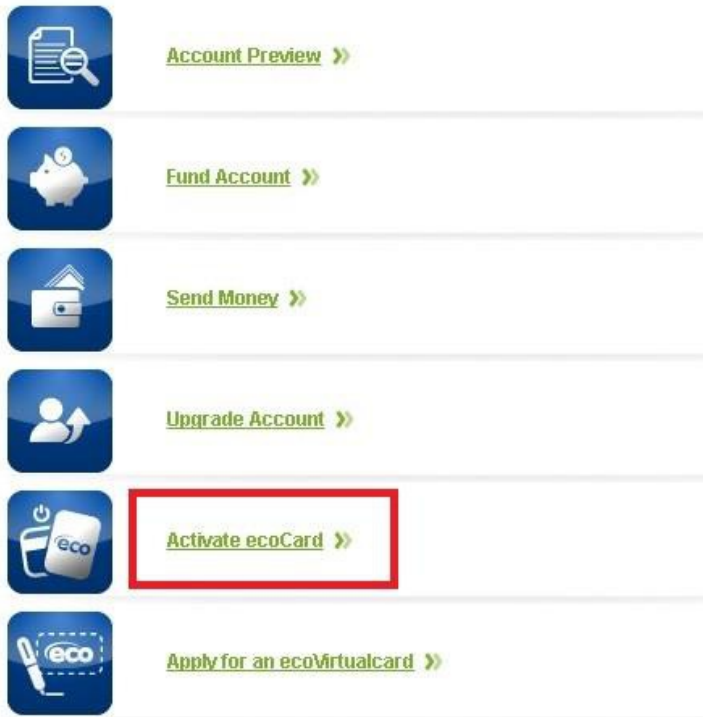 Account Preview
Fund Account
Send Money
Upgrade Account
eco
Activate ecoCard
eco
Apply for an ecoVirtualcard